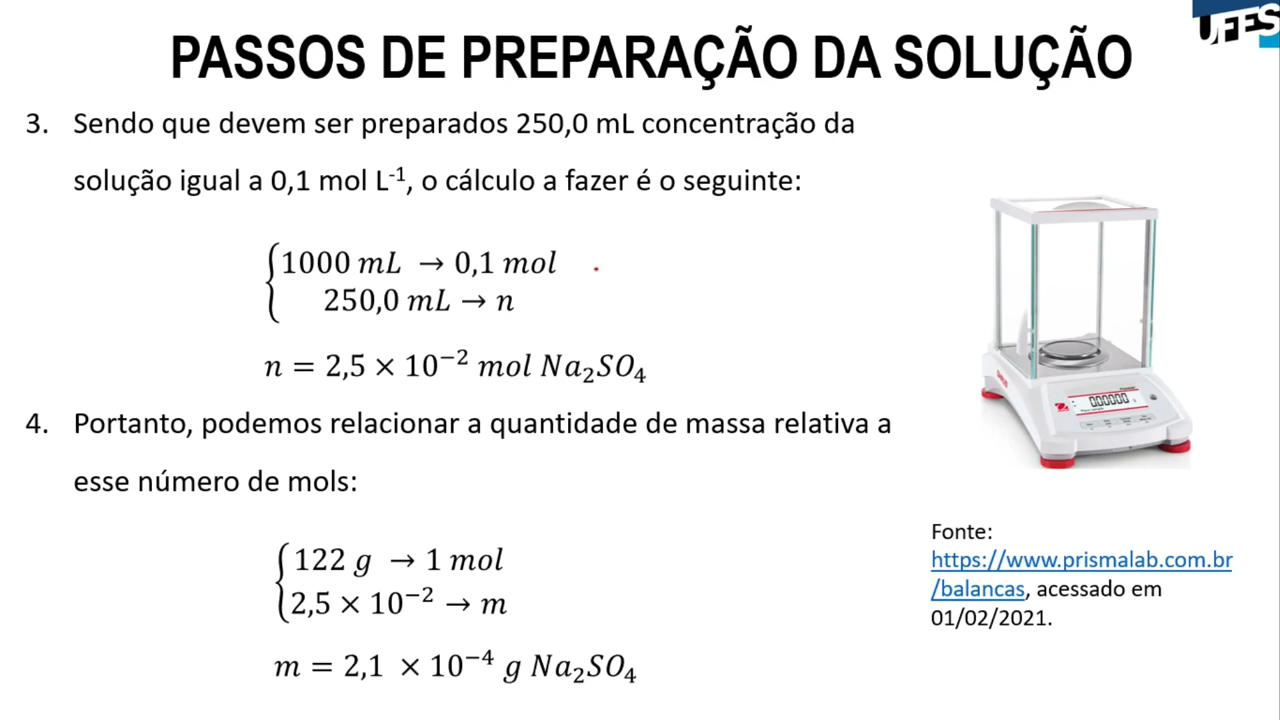 UFES
PASSOS DE PREPARAÇÃO DA SOLUÇÃO
3. Sendo que devem ser preparados 250,0 mL concentração da
solução igual a 0,1 mol L⁻¹, o cálculo a fazer é o seguinte:
1000 mL → 0,1 mol
250,0 mL → n
n = 2,5 × 10⁻² mol Na₂SO₄
4. Portanto, podemos relacionar a quantidade de massa relativa a
esse número de mols:
122 g → 1 mol
2,5 × 10⁻² → m
m = 2,1 × 10⁻⁴ g Na₂SO₄
Fonte:
https://www.prismalab.com.br
/balancas, acessado em
01/02/2021.